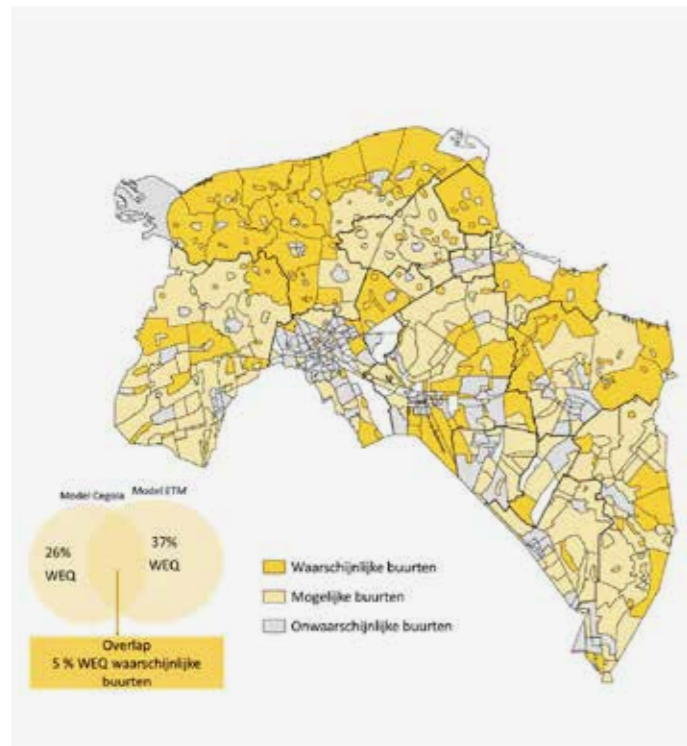 Model Cegoia
Model ETM
26%
WEQ
37%
WEQ
Overlap
5 % WEQ waarschijnlijke
buurten
Waarschijnlijke buurten
Mogelijke buurten
Onwaarschijnlijke buurten